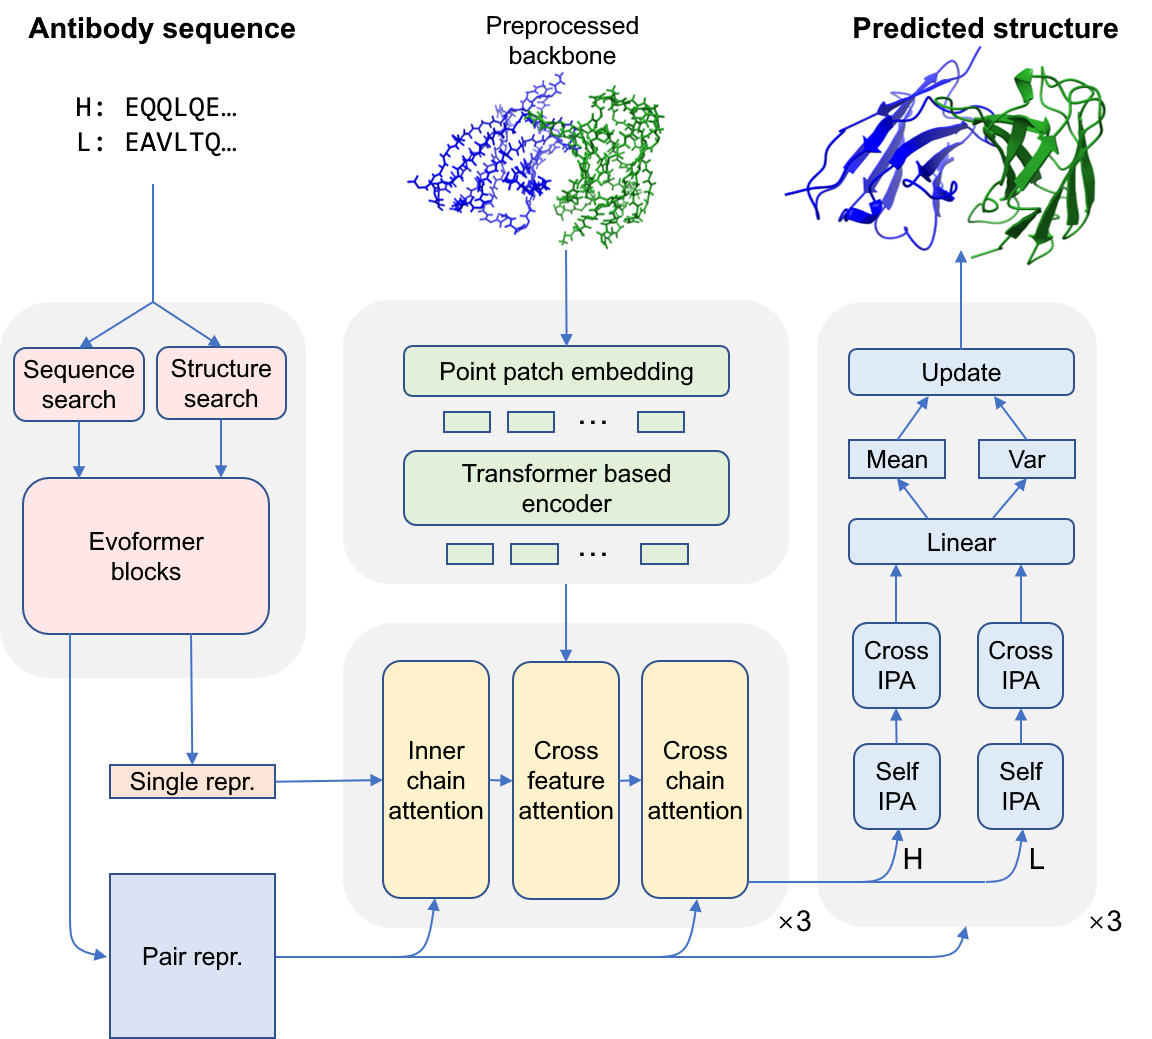 Antibody sequence
H: EQQLQE…
L: EAVLTQ…
Sequence
search
Structure
search
Evoformer
blocks
Single repr.
Pair repr.
Preprocessed
backbone
Point patch embedding
...
Transformer based
encoder
...
Inner
chain
attention
Cross
feature
attention
Cross
chain
attention
×3
Predicted structure
Update
Mean
Var
Linear
Cross
IPA
Cross
IPA
Self
IPA
Self
IPA
H
L
×3